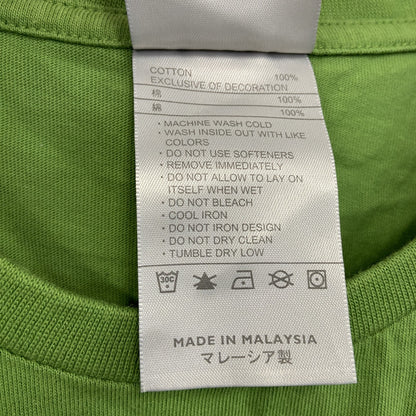 COTTON 100%
EXCLUSIVE OF DECORATION
棉 100%
綿 100%
• MACHINE WASH COLD
• WASH INSIDE OUT WITH LIKE
COLORS
• DO NOT USE SOFTENERS
• REMOVE IMMEDIATELY
• DO NOT ALLOW TO LAY ON
ITSELF WHEN WET
• DO NOT BLEACH
• COOL IRON
• DO NOT IRON DESIGN
• DO NOT DRY CLEAN
• TUMBLE DRY LOW
30C
MADE IN MALAYSIA
マレーシア製